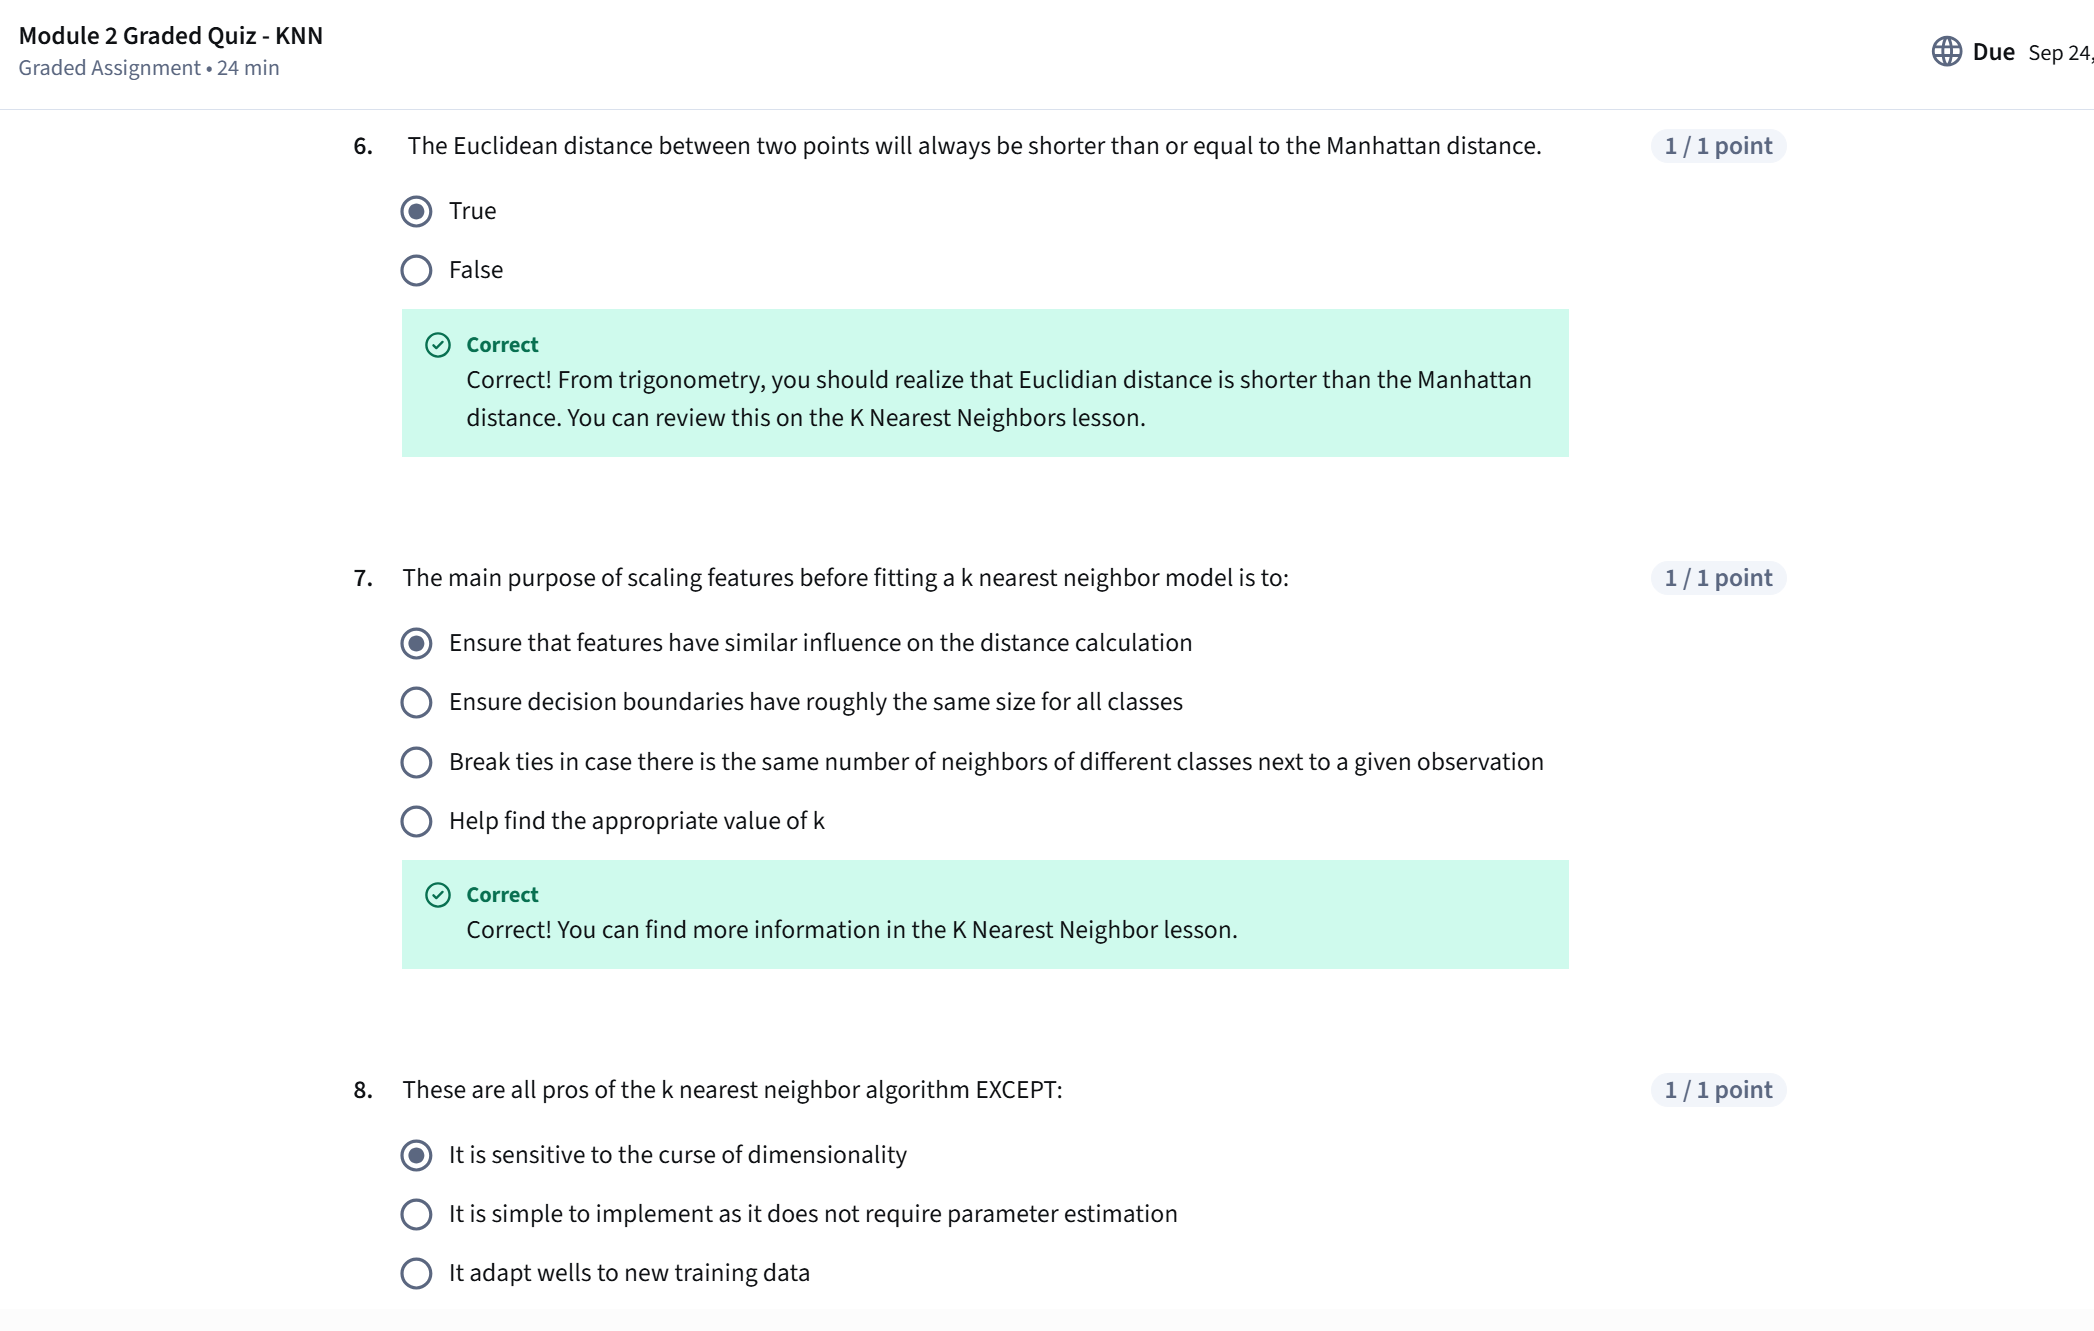 Module 2 Graded Quiz - KNN
Graded Assignment • 24 min
Due Sep 24,
6. The Euclidean distance between two points will always be shorter than or equal to the Manhattan distance.
1 / 1 point
True
False
Correct
Correct! From trigonometry, you should realize that Euclidian distance is shorter than the Manhattan
distance. You can review this on the K Nearest Neighbors lesson.
7. The main purpose of scaling features before fitting a k nearest neighbor model is to:
1 / 1 point
Ensure that features have similar influence on the distance calculation
Ensure decision boundaries have roughly the same size for all classes
Break ties in case there is the same number of neighbors of different classes next to a given observation
Help find the appropriate value of k
Correct
Correct! You can find more information in the K Nearest Neighbor lesson.
8. These are all pros of the k nearest neighbor algorithm EXCEPT:
1 / 1 point
It is sensitive to the curse of dimensionality
It is simple to implement as it does not require parameter estimation
It adapt wells to new training data